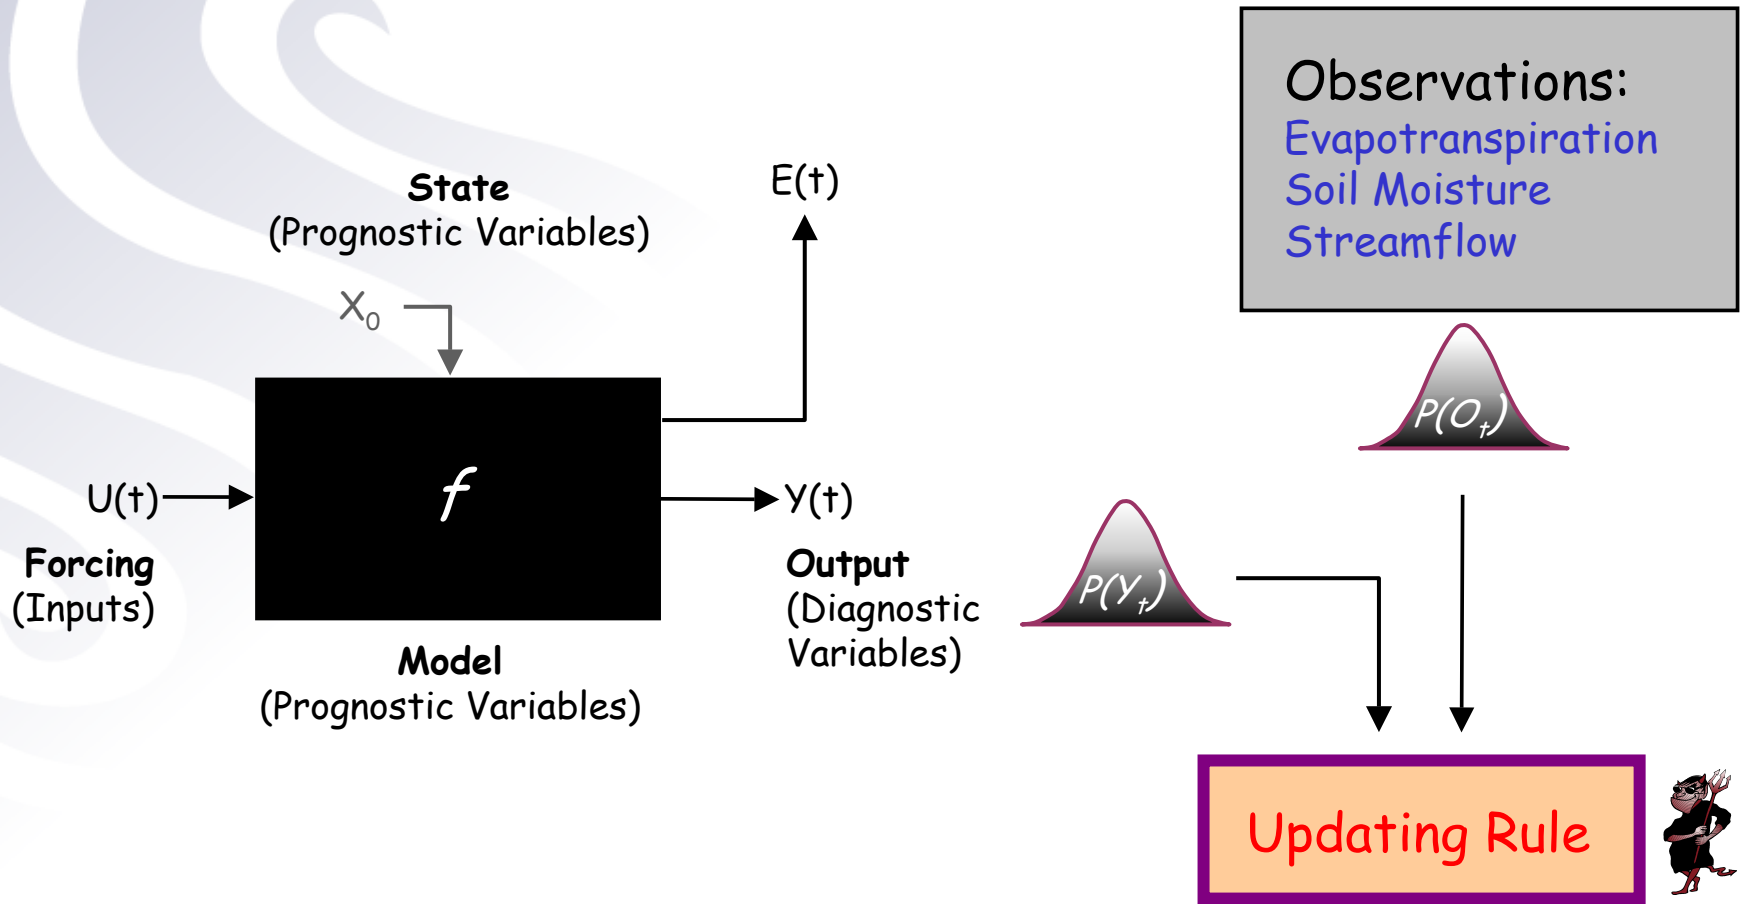 State
(Prognostic Variables)
X₀
E(t)
U(t)
Forcing
(Inputs)
f
Model
(Prognostic Variables)
Y(t)
Output
(Diagnostic
Variables)
P(Yₜ)
Observations:
Evapotranspiration
Soil Moisture
Streamflow
P(Oₜ)
Updating Rule